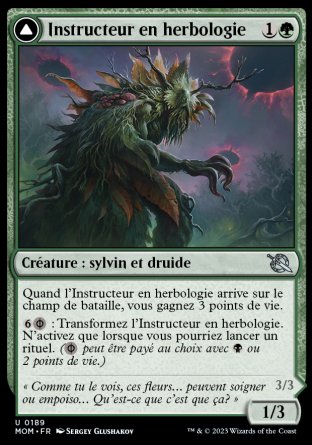 Instructeur en herbologie 1
Créature : sylvin et druide
Quand l'Instructeur en herbologie arrive sur le
champ de bataille, vous gagnez 3 points de vie.
6 : Transformez l'Instructeur en herbologie.
N'activez que lorsque vous pourriez lancer un
rituel. ( peut être payé au choix avec ou
2 points de vie.)
« Comme tu le vois, ces fleurs... peuvent soigner
ou empoiso... Qu'est-ce que c'est que ça? »
3/3
1/3
U 0189
MOM • FR Sergey Glushakov
™ & © 2023 Wizards of the Coast